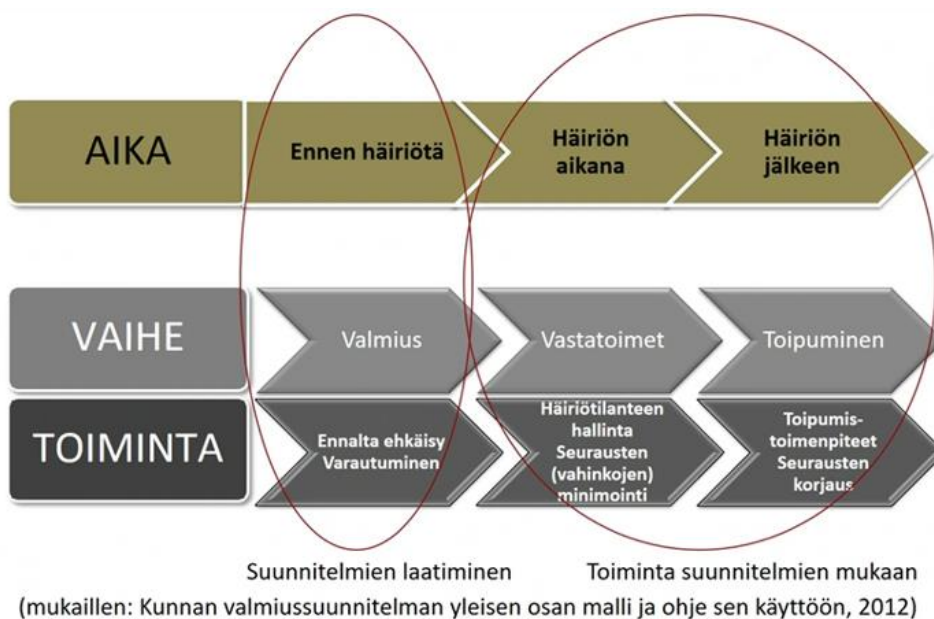 AIKA
Ennen häiriötä
Häiriön
aikana
Häiriön
jälkeen
VAIHE
Valmius
Vastatoimet
Toipuminen
TOIMINTA
Ennalta ehkäisy
Varautuminen
Häiriötilanteen
hallinta
Seurausten
(vahinkojen)
minimointi
Toipumis-
toimenpiteet
Seurausten
korjaus
Suunnitelmien laatiminen
Toiminta suunnitelmien mukaan
(mukaillen: Kunnan valmiussuunnitelman yleisen osan malli ja ohje sen käyttöön, 2012)